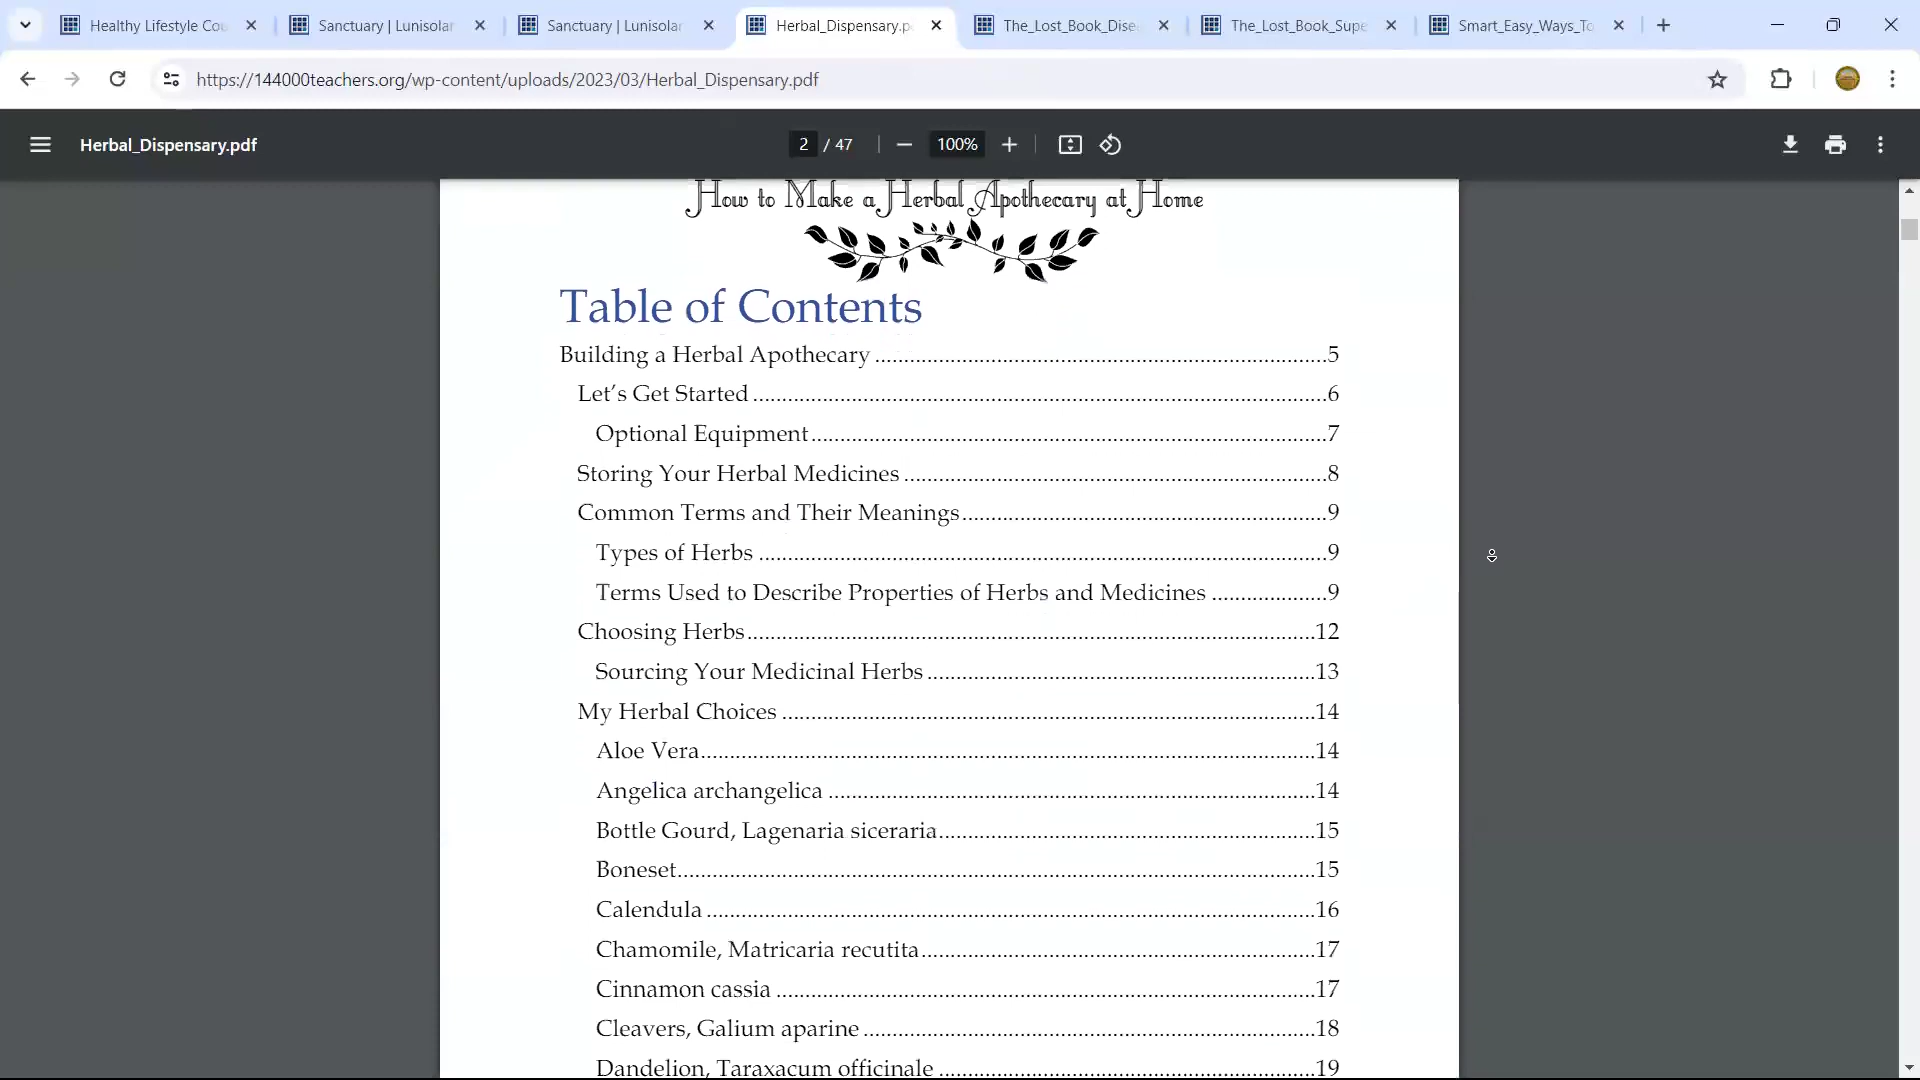 Healthy Lifestyle Cou
Sanctuary | Lunisolar
Sanctuary | Lunisolar
Herbal_Dispensary.p
The_Lost_Book_Dise
The_Lost_Book_Supe
Smart_Easy_Ways_To
https://144000teachers.org/wp-content/uploads/2023/03/Herbal_Dispensary.pdf
Herbal_Dispensary.pdf
2 / 47
100%
How to Make a Herbal Apothecary at Home
Table of Contents
Building a Herbal Apothecary ........ 5
Let's Get Started ........ 6
Optional Equipment ........ 7
Storing Your Herbal Medicines ........ 8
Common Terms and Their Meanings ........ 9
Types of Herbs ........ 9
Terms Used to Describe Properties of Herbs and Medicines ........ 9
Choosing Herbs ........ 12
Sourcing Your Medicinal Herbs ........ 13
My Herbal Choices ........ 14
Aloe Vera ........ 14
Angelica archangelica ........ 14
Bottle Gourd, Lagenaria siceraria ........ 15
Boneset ........ 15
Calendula ........ 16
Chamomile, Matricaria recutita ........ 17
Cinnamon cassia ........ 17
Cleavers, Galium aparine ........ 18
Dandelion, Taraxacum officinale ........ 19